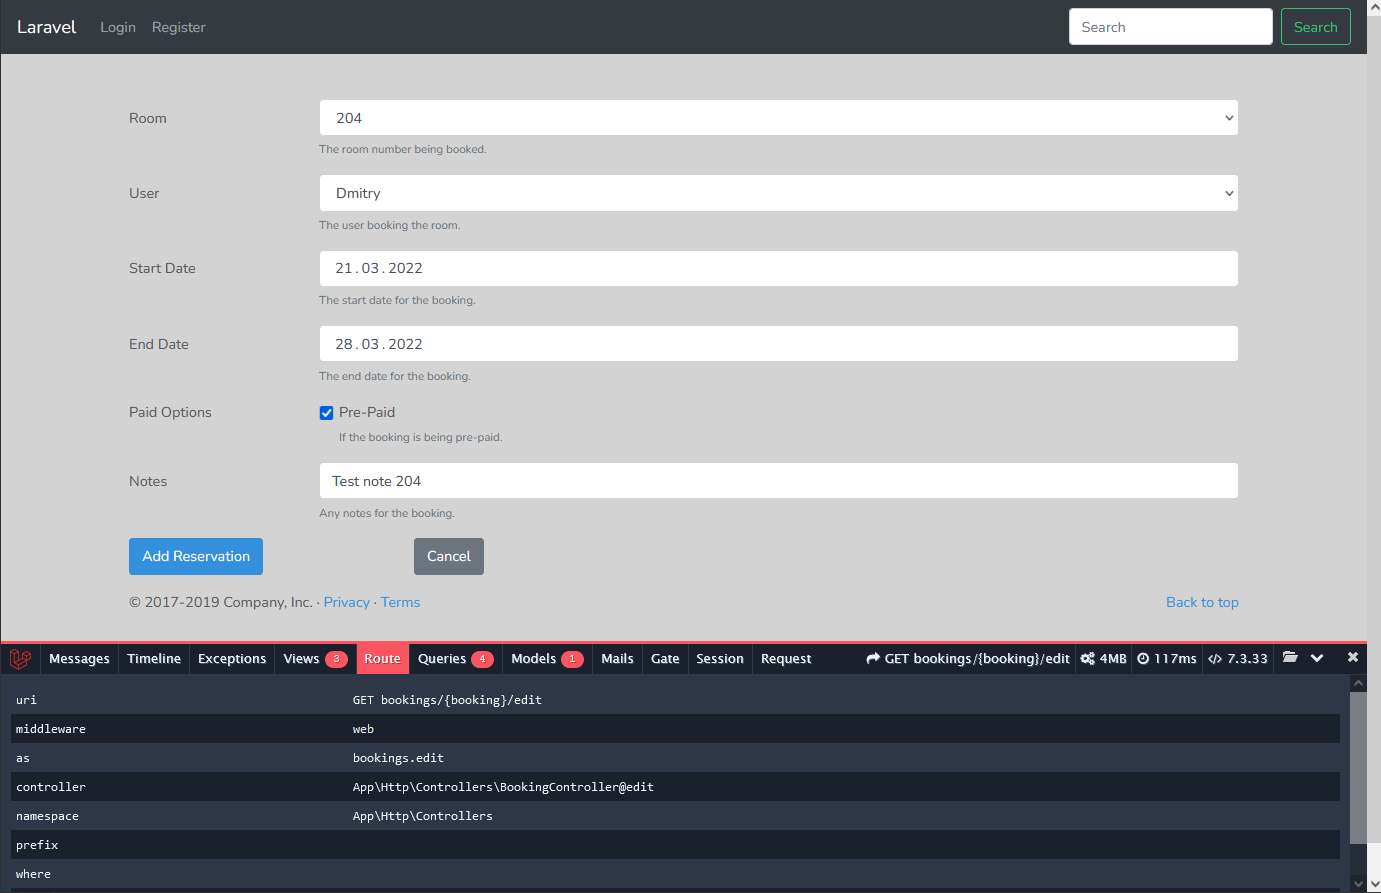 Laravel Login Register Search Search
Room 204
The room number being booked.
User Dmitry
The user booking the room.
Start Date 21.03.2022
The start date for the booking.
End Date 28.03.2022
The end date for the booking.
Paid Options Pre-Paid
If the booking is being pre-paid.
Notes Test note 204
Any notes for the booking.
Add Reservation Cancel
© 2017-2019 Company, Inc. · Privacy · Terms Back to top
Messages Timeline Exceptions Views 3 Route Queries 4 Models 1 Mails Gate Session Request GET bookings/{booking}/edit 4MB 117ms </> 7.3.33
uri GET bookings/{booking}/edit
middleware web
as bookings.edit
controller App\Http\Controllers\BookingController@edit
namespace App\Http\Controllers
prefix
where